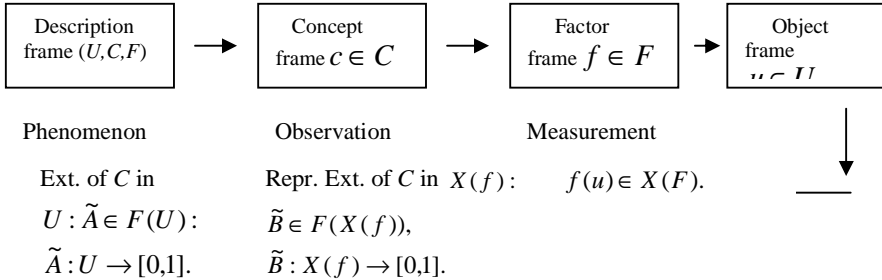 Description
frame (U,C,F)
Concept
frame c ∈ C
Factor
frame f ∈ F
Object
frame
u ∈ U
Phenomenon
Observation
Measurement
Ext. of C in
U : Ã ∈ F(U) :
Ã : U → [0,1].
Repr. Ext. of C in X(f) :
B̃ ∈ F(X(f)),
B̃ : X(f) → [0,1].
f(u) ∈ X(F).